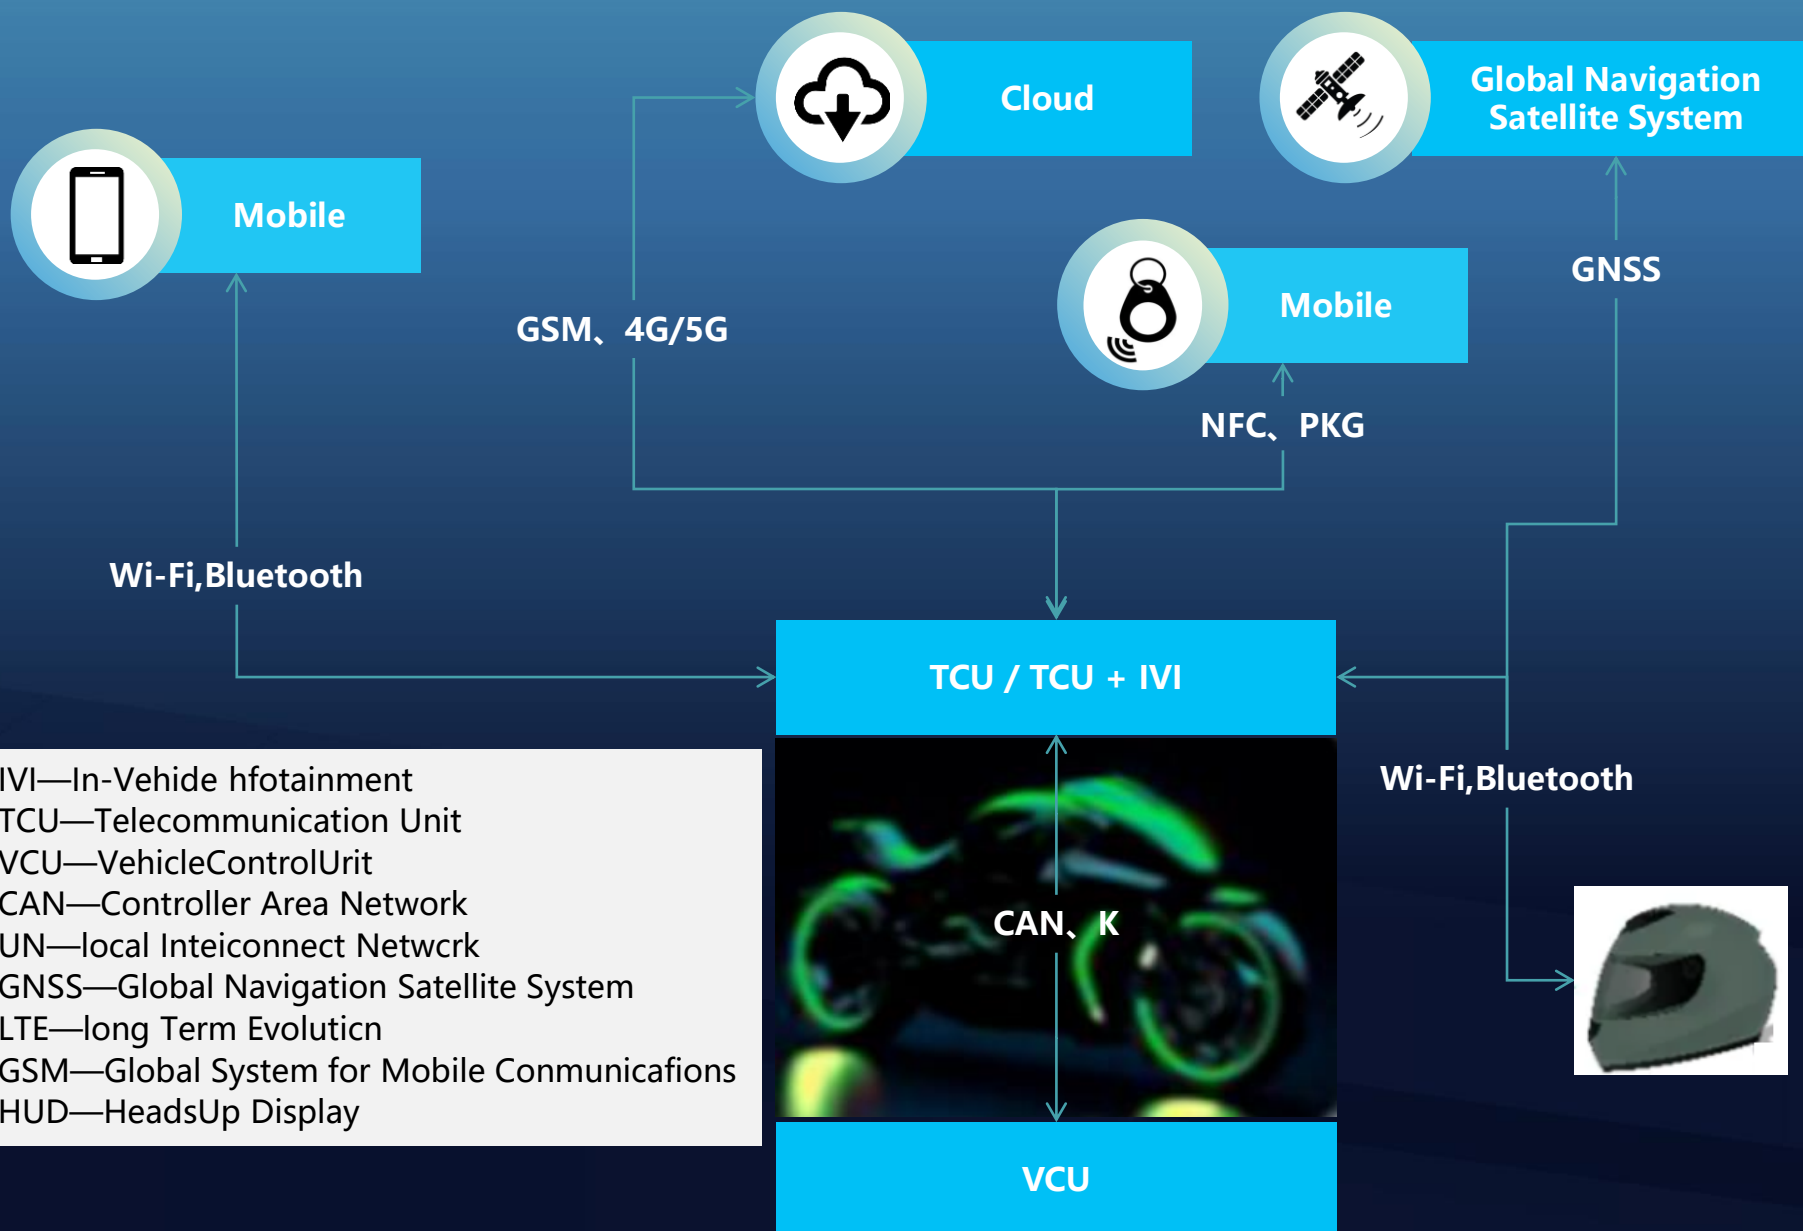 Cloud
Global Navigation
Satellite System
Mobile
Mobile
GNSS
GSM、4G/5G
NFC、PKG
Wi-Fi,Bluetooth
TCU / TCU + IVI
Wi-Fi,Bluetooth
IVI—In-Vehide hfotainment
TCU—Telecommunication Unit
VCU—VehicleControlUrit
CAN—Controller Area Network
UN—local Inteiconnect Netwcrk
GNSS—Global Navigation Satellite System
LTE—long Term Evoluticn
GSM—Global System for Mobile Conmunicafions
HUD—HeadsUp Display
CAN、K
VCU